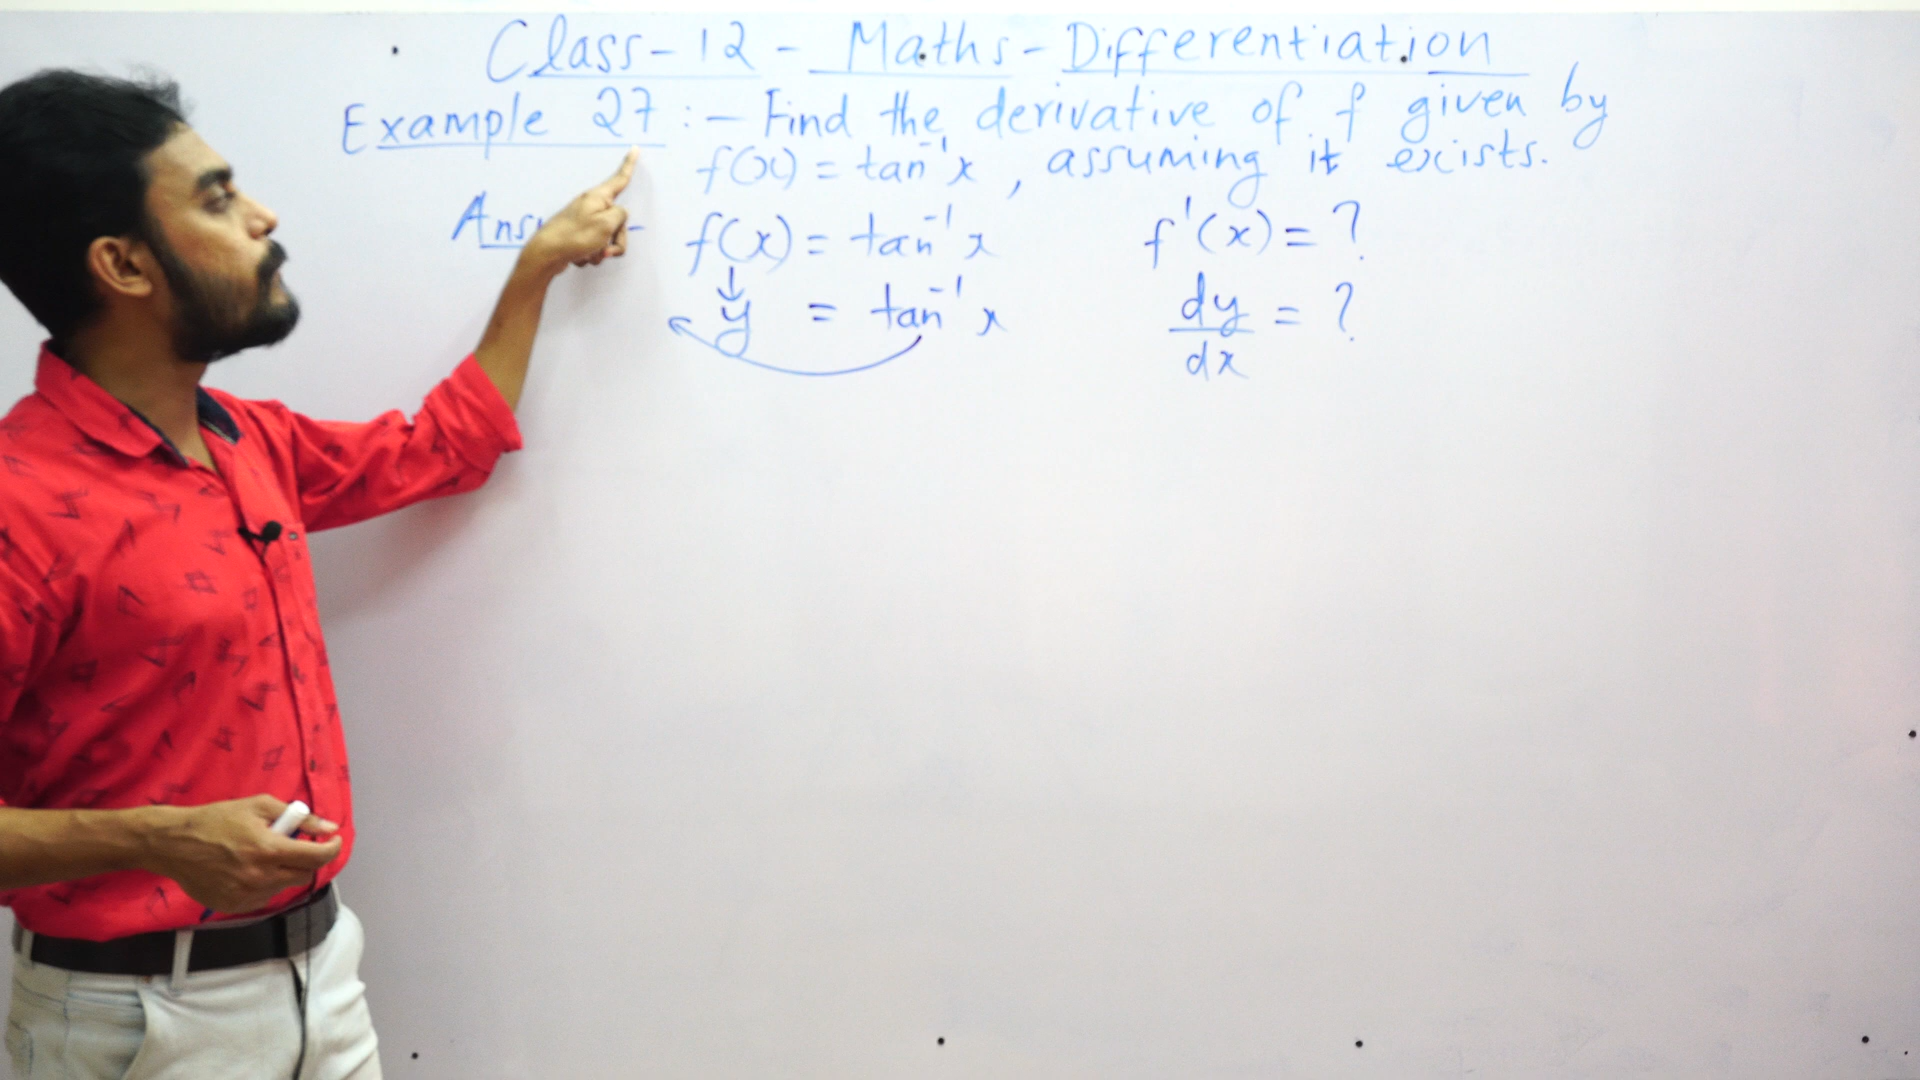 Class-12 - Maths - Differentiation
Example 27 :- Find the derivative of f given by
f(x) = tan⁻¹x, assuming it exists.
f(x) = tan⁻¹x f'(x) = ?
y = tan⁻¹x dy/dx = ?